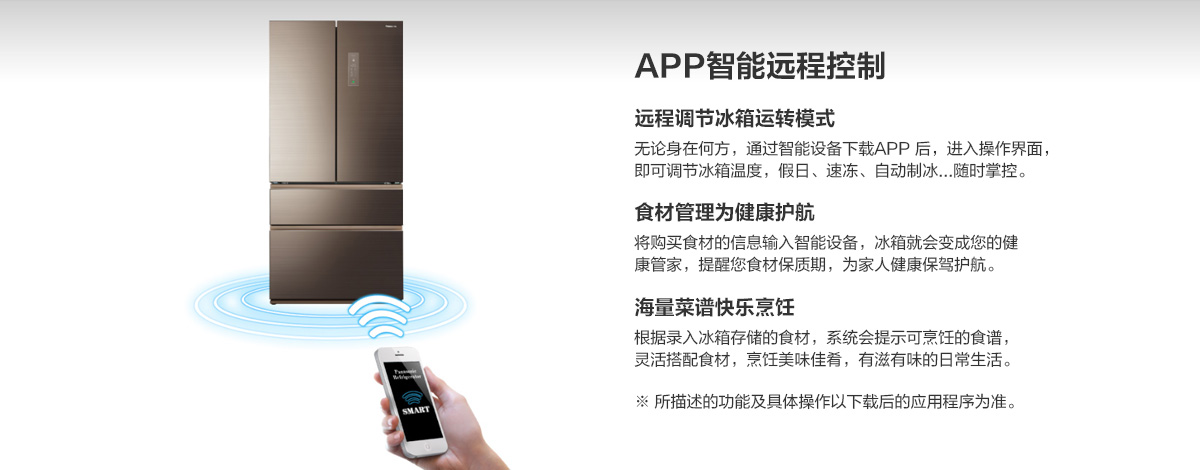 APP智能远程控制
远程调节冰箱运转模式
无论身在何方，通过智能设备下载APP 后，进入操作界面，
即可调节冰箱温度，假日、速冻、自动制冰...随时掌控。
食材管理为健康护航
将购买食材的信息输入智能设备，冰箱就会变成您的健
康管家，提醒您食材保质期，为家人健康保驾护航。
海量菜谱快乐烹饪
根据录入冰箱存储的食材，系统会提示可烹饪的食谱，
灵活搭配食材，烹饪美味佳肴，有滋有味的日常生活。
※ 所描述的功能及具体操作以下载后的应用程序为准。
Panasonic
Refrigerator
SMART